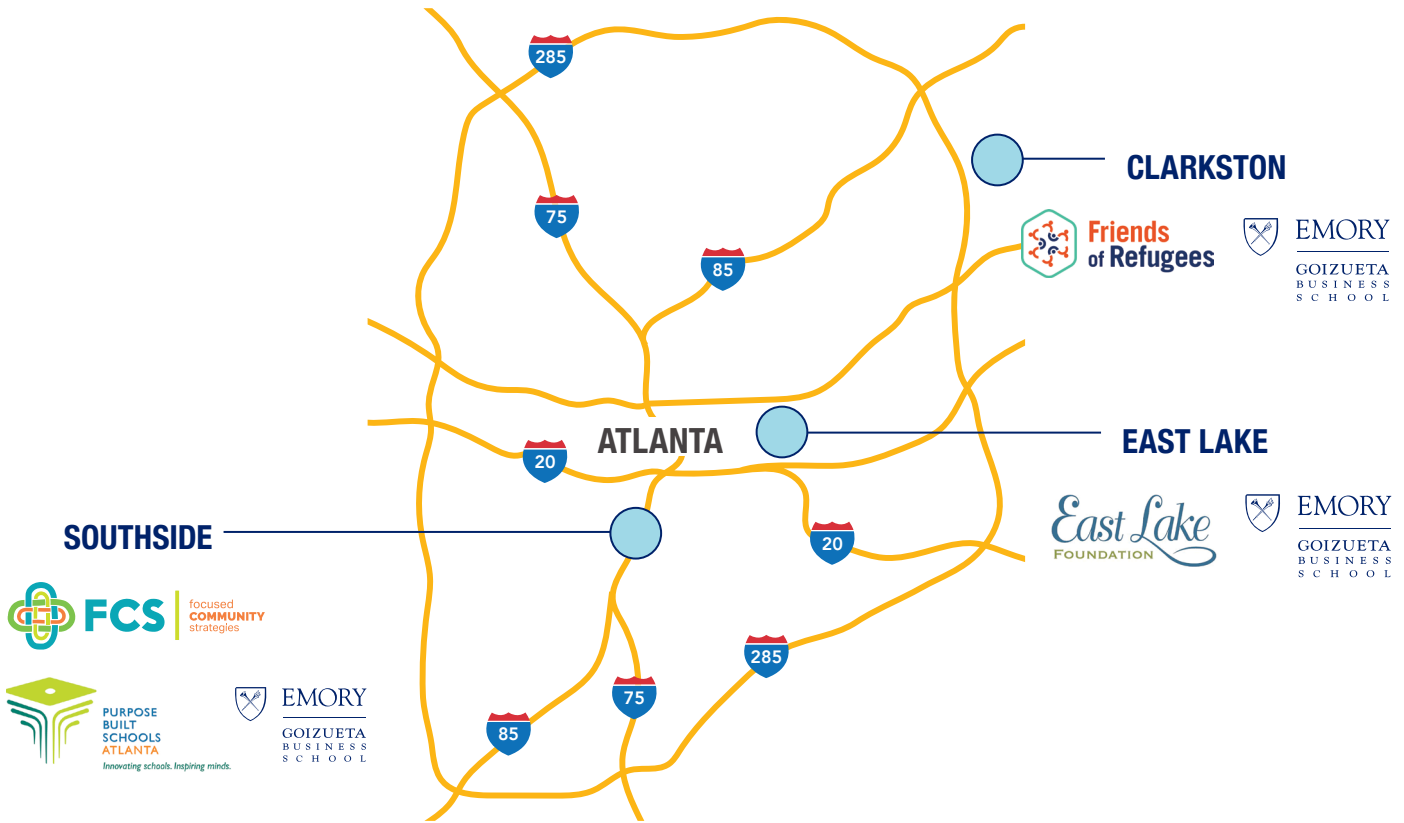 285
75
85
CLARKSTON
Friends
of Refugees
EMORY
GOIZUETA
BUSINESS
SCHOOL
ATLANTA
20
EAST LAKE
East Lake
FOUNDATION
EMORY
GOIZUETA
BUSINESS
SCHOOL
20
SOUTHSIDE
FCS
focused
COMMUNITY
strategies
PURPOSE
BUILT
SCHOOLS
ATLANTA
Innovating schools. Inspiring minds.
EMORY
GOIZUETA
BUSINESS
SCHOOL
285
75
85